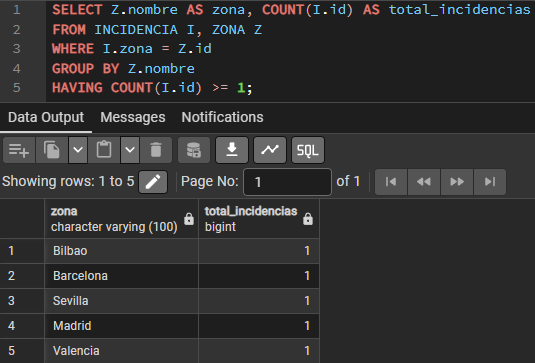 1 SELECT Z.nombre AS zona, COUNT(I.id) AS total_incidencias
2 FROM INCIDENCIA I, ZONA Z
3 WHERE I.zona = Z.id
4 GROUP BY Z.nombre
5 HAVING COUNT(I.id) >= 1;
Data Output Messages Notifications
SQL
Showing rows: 1 to 5 Page No: 1 of 1
zona total_incidencias
character varying (100) bigint
1 Bilbao 1
2 Barcelona 1
3 Sevilla 1
4 Madrid 1
5 Valencia 1